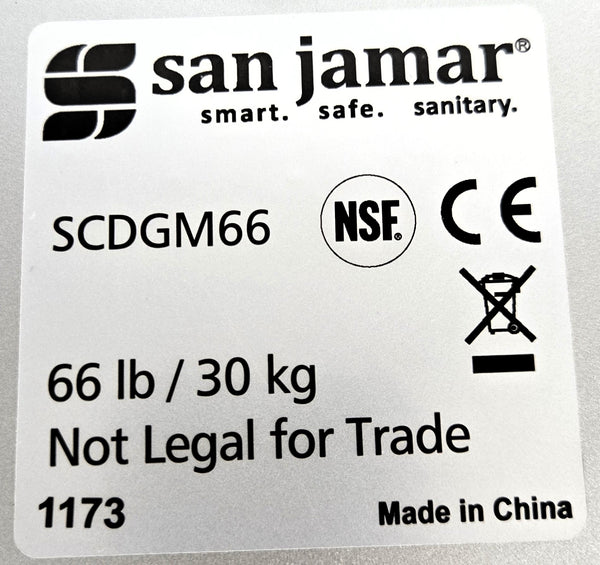 san jamar®
smart. safe. sanitary.
SCDGM66
NSF® CE
66 lb / 30 kg
Not Legal for Trade
1173
Made in China